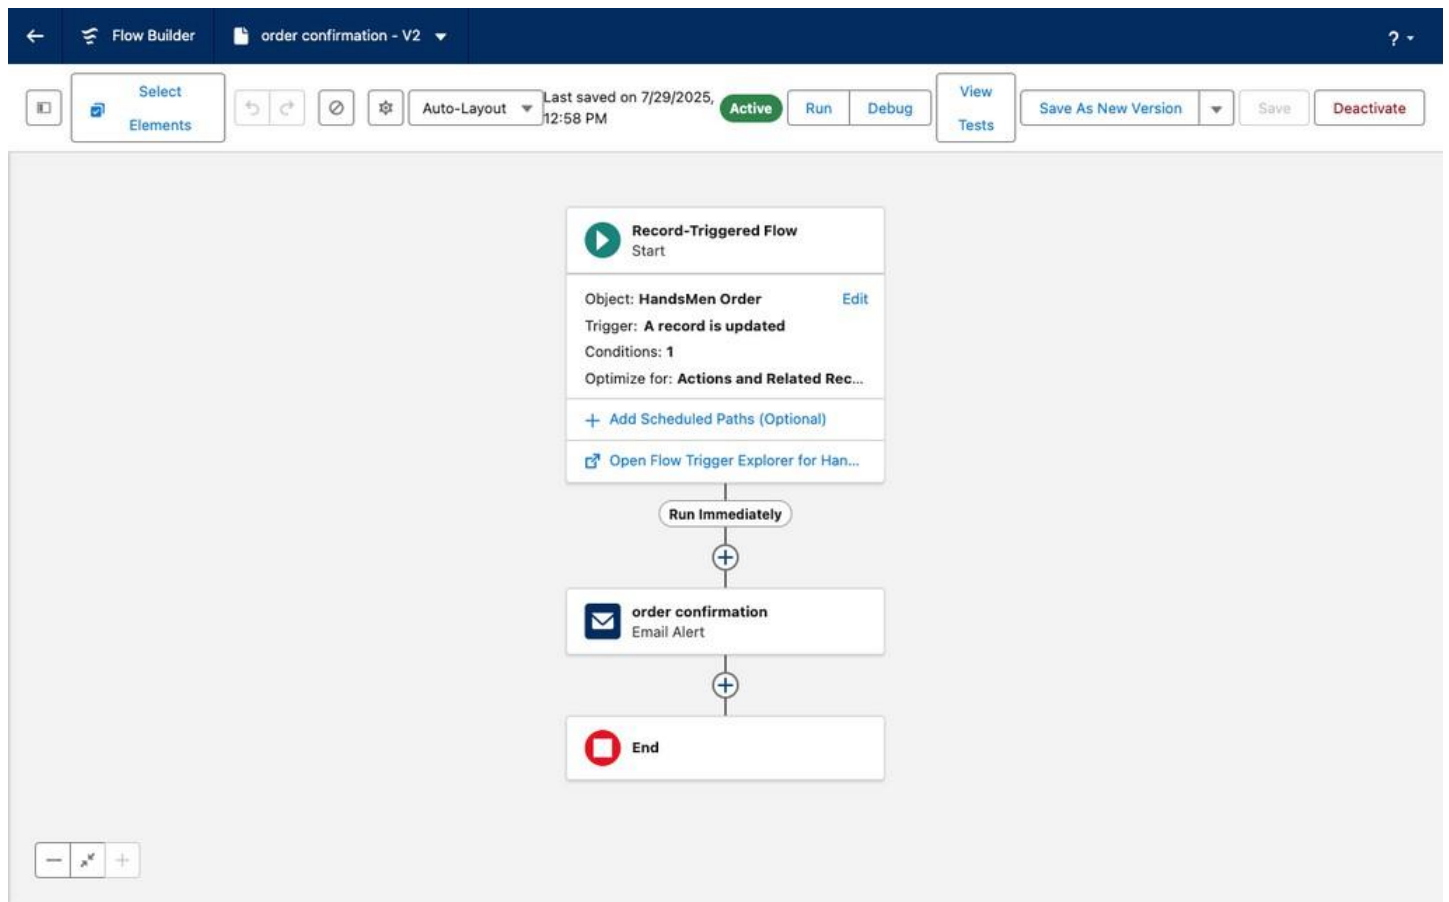 Flow Builder
order confirmation - V2
?
Select
Elements
Auto-Layout
Last saved on 7/29/2025,
12:58 PM
Active
Run
Debug
View
Tests
Save As New Version
Save
Deactivate
Record-Triggered Flow
Start
Object: HandsMen Order Edit
Trigger: A record is updated
Conditions: 1
Optimize for: Actions and Related Rec...
+ Add Scheduled Paths (Optional)
Open Flow Trigger Explorer for Han...
Run Immediately
order confirmation
Email Alert
End